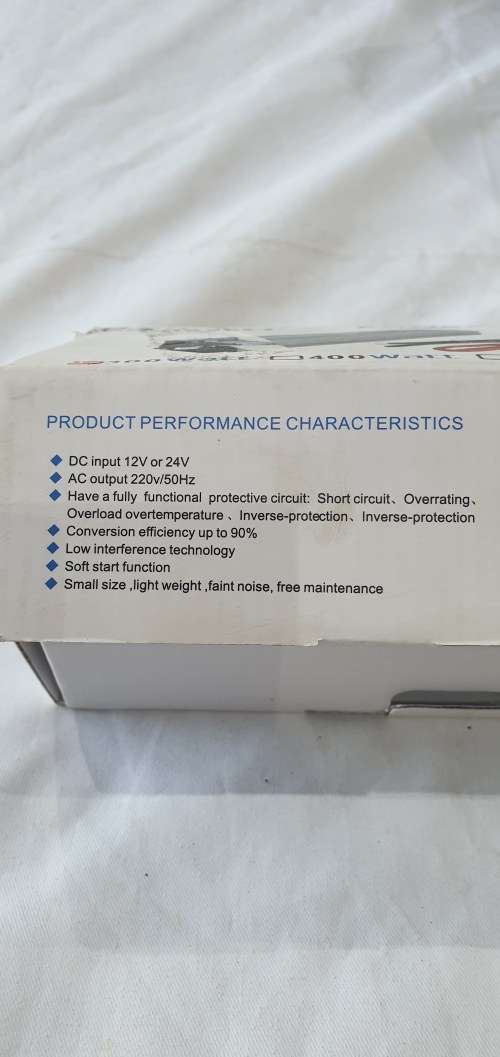 400Watt
PRODUCT PERFORMANCE CHARACTERISTICS
◆ DC input 12V or 24V
◆ AC output 220v/50Hz
◆ Have a fully functional protective circuit: Short circuit、Overrating、
Overload overtemperature 、Inverse-protection、Inverse-protection
◆ Conversion efficiency up to 90%
◆ Low interference technology
◆ Soft start function
◆ Small size ,light weight ,faint noise, free maintenance